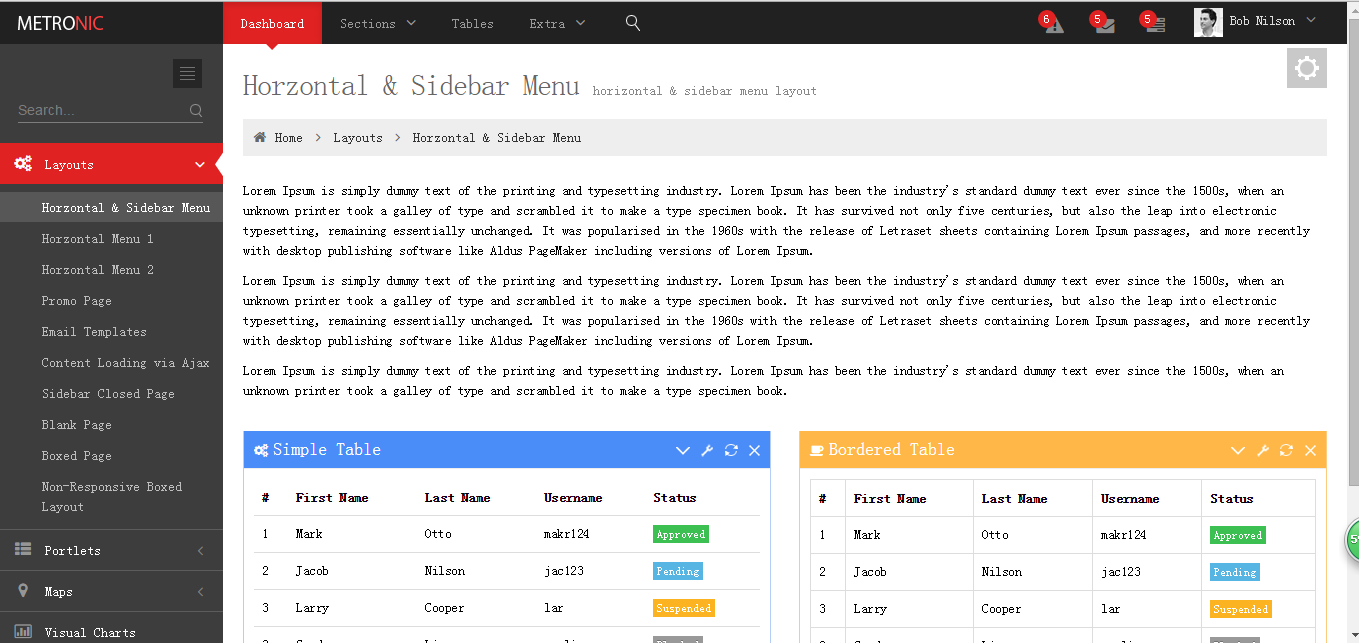 METRONIC
Dashboard
Sections
Tables
Extra
6
5
5
Bob Nilson
Search...
Layouts
Horzontal & Sidebar Menu
Horzontal Menu 1
Horzontal Menu 2
Promo Page
Email Templates
Content Loading via Ajax
Sidebar Closed Page
Blank Page
Boxed Page
Non-Responsive Boxed
Layout
Portlets
Maps
Visual Charts
Horzontal & Sidebar Menu horizontal & sidebar menu layout
Home > Layouts > Horzontal & Sidebar Menu
Lorem Ipsum is simply dummy text of the printing and typesetting industry. Lorem Ipsum has been the industry's standard dummy text ever since the 1500s, when an
unknown printer took a galley of type and scrambled it to make a type specimen book. It has survived not only five centuries, but also the leap into electronic
typesetting, remaining essentially unchanged. It was popularised in the 1960s with the release of Letraset sheets containing Lorem Ipsum passages, and more recently
with desktop publishing software like Aldus PageMaker including versions of Lorem Ipsum.
Lorem Ipsum is simply dummy text of the printing and typesetting industry. Lorem Ipsum has been the industry's standard dummy text ever since the 1500s, when an
unknown printer took a galley of type and scrambled it to make a type specimen book. It has survived not only five centuries, but also the leap into electronic
typesetting, remaining essentially unchanged. It was popularised in the 1960s with the release of Letraset sheets containing Lorem Ipsum passages, and more recently
with desktop publishing software like Aldus PageMaker including versions of Lorem Ipsum.
Lorem Ipsum is simply dummy text of the printing and typesetting industry. Lorem Ipsum has been the industry's standard dummy text ever since the 1500s, when an
unknown printer took a galley of type and scrambled it to make a type specimen book.
Simple Table
# First Name Last Name Username Status
1 Mark Otto makr124 Approved
2 Jacob Nilson jac123 Pending
3 Larry Cooper lar Suspended
Bordered Table
# First Name Last Name Username Status
1 Mark Otto makr124 Approved
2 Jacob Nilson jac123 Pending
3 Larry Cooper lar Suspended